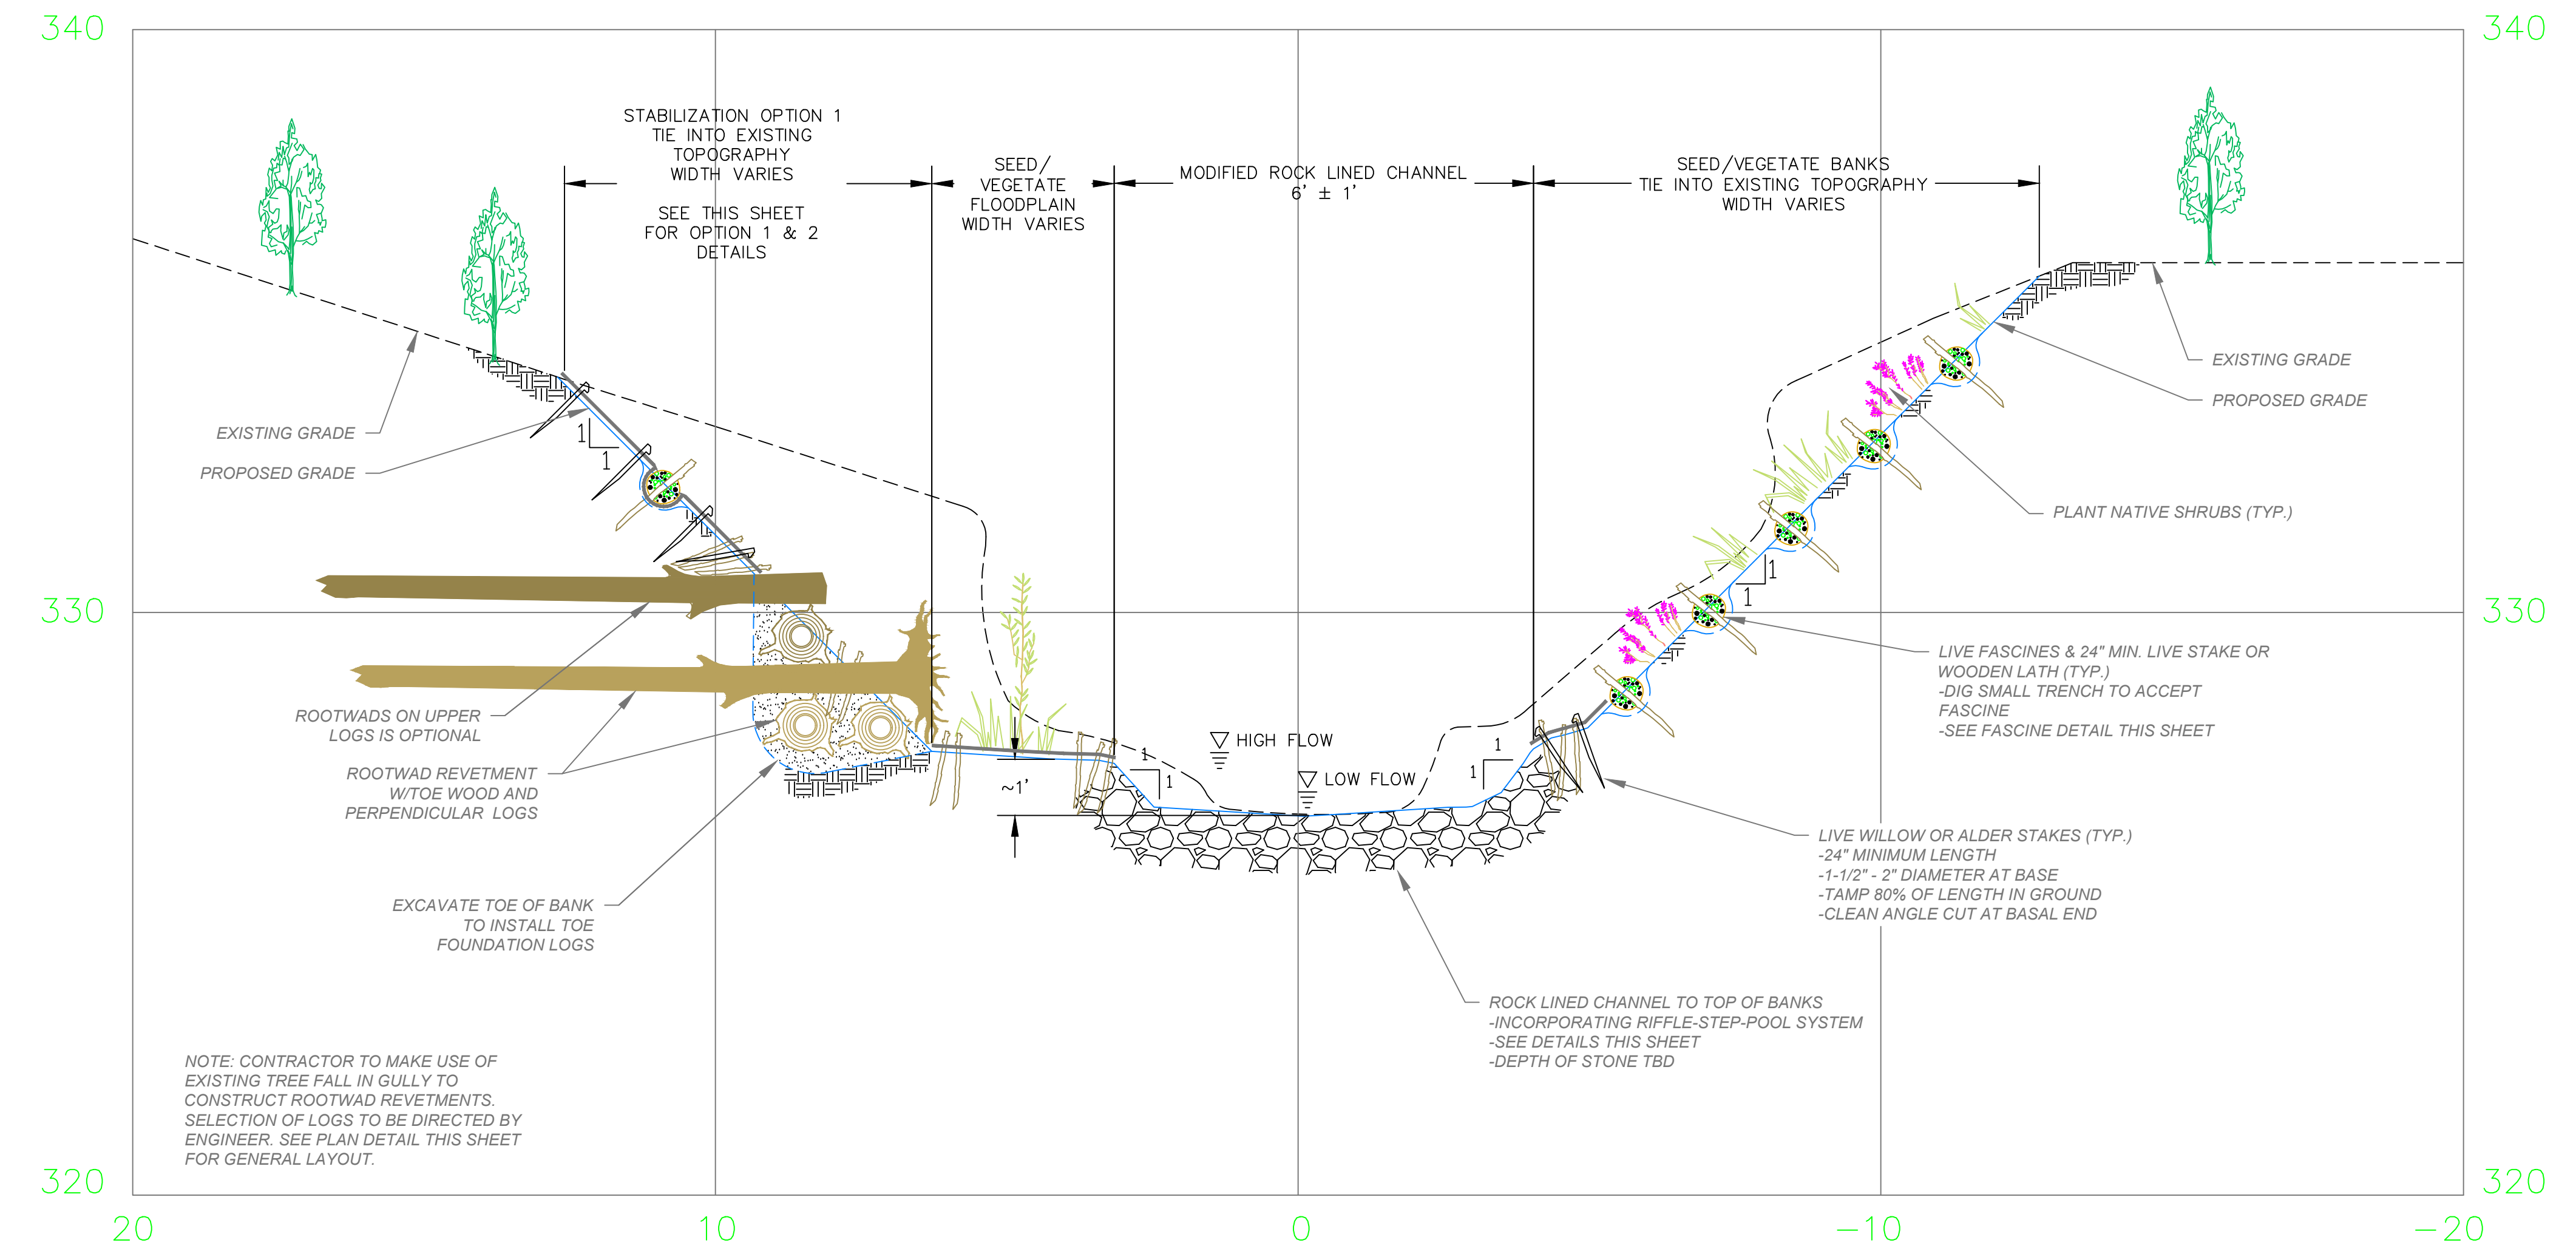 340
340
STABILIZATION OPTION 1
TIE INTO EXISTING
TOPOGRAPHY
WIDTH VARIES
SEE THIS SHEET
FOR OPTION 1 & 2
DETAILS
SEED/
VEGETATE
FLOODPLAIN
WIDTH VARIES
MODIFIED ROCK LINED CHANNEL
6' ± 1'
SEED/VEGETATE BANKS
TIE INTO EXISTING TOPOGRAPHY
WIDTH VARIES
EXISTING GRADE
PROPOSED GRADE
1
1
EXISTING GRADE
PROPOSED GRADE
PLANT NATIVE SHRUBS (TYP.)
1
1
330
330
LIVE FASCINES & 24" MIN. LIVE STAKE OR
WOODEN LATH (TYP.)
-DIG SMALL TRENCH TO ACCEPT
FASCINE
-SEE FASCINE DETAIL THIS SHEET
ROOTWADS ON UPPER
LOGS IS OPTIONAL
ROOTWAD REVETMENT
W/TOE WOOD AND
PERPENDICULAR LOGS
HIGH FLOW
LOW FLOW
1
1
1
1
~1'
LIVE WILLOW OR ALDER STAKES (TYP.)
-24" MINIMUM LENGTH
-1-1/2" - 2" DIAMETER AT BASE
-TAMP 80% OF LENGTH IN GROUND
-CLEAN ANGLE CUT AT BASAL END
EXCAVATE TOE OF BANK
TO INSTALL TOE
FOUNDATION LOGS
ROCK LINED CHANNEL TO TOP OF BANKS
-INCORPORATING RIFFLE-STEP-POOL SYSTEM
-SEE DETAILS THIS SHEET
-DEPTH OF STONE TBD
NOTE: CONTRACTOR TO MAKE USE OF
EXISTING TREE FALL IN GULLY TO
CONSTRUCT ROOTWAD REVETMENTS.
SELECTION OF LOGS TO BE DIRECTED BY
ENGINEER. SEE PLAN DETAIL THIS SHEET
FOR GENERAL LAYOUT.
320
320
20
10
0
-10
-20